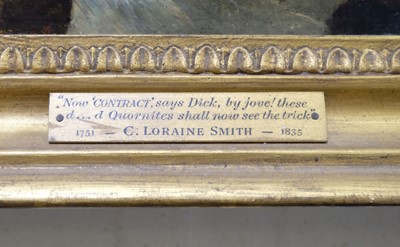 "Now 'CONTRACT', says Dick, by jove! these
d...d Quornites shall now see the trick"
1751 — C. LORAINE SMITH — 1835